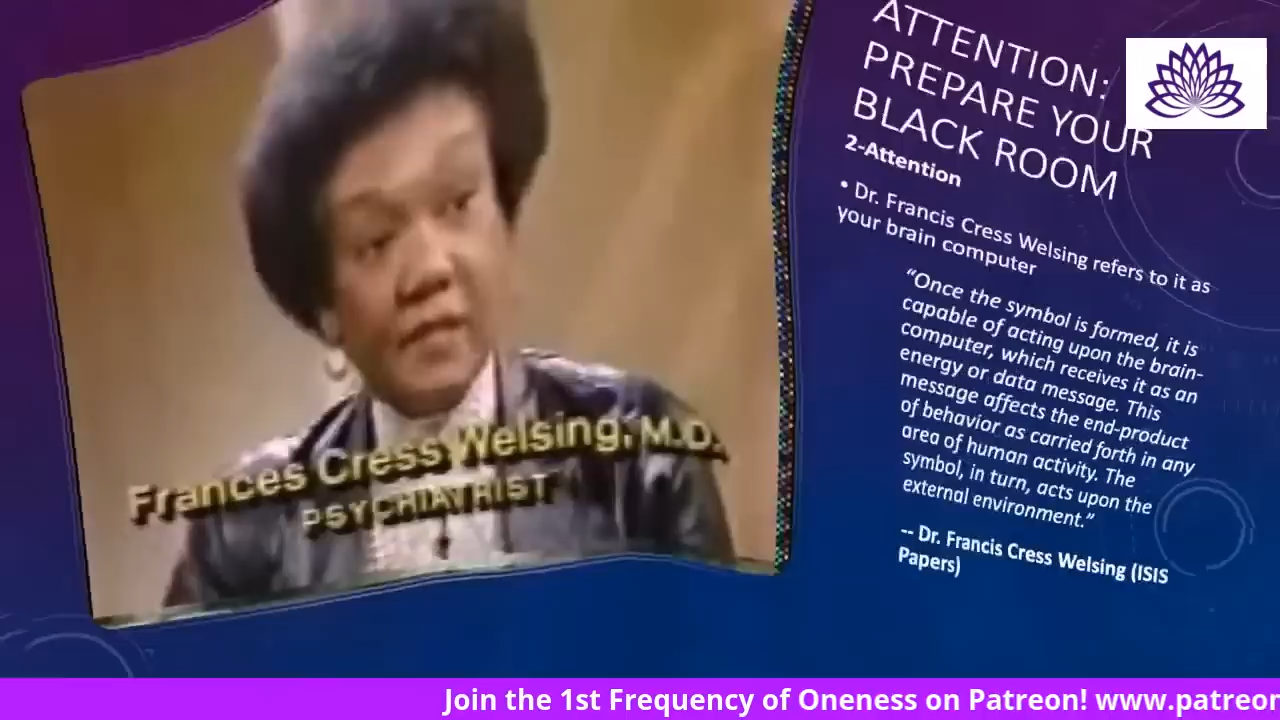 ATTENTION:
PREPARE YOUR
BLACK ROOM
2-Attention
• Dr. Francis Cress Welsing refers to it as
your brain computer
“Once the symbol is formed, it is
capable of acting upon the brain-
computer, which receives it as an
energy or data message. This
message affects the end-product
of behavior as carried forth in any
area of human activity. The
symbol, in turn, acts upon the
external environment.”
-- Dr. Francis Cress Welsing (ISIS
Papers)
Frances Cress Welsing, M.D.
PSYCHIATRIST
Join the 1st Frequency of Oneness on Patreon! www.patreon